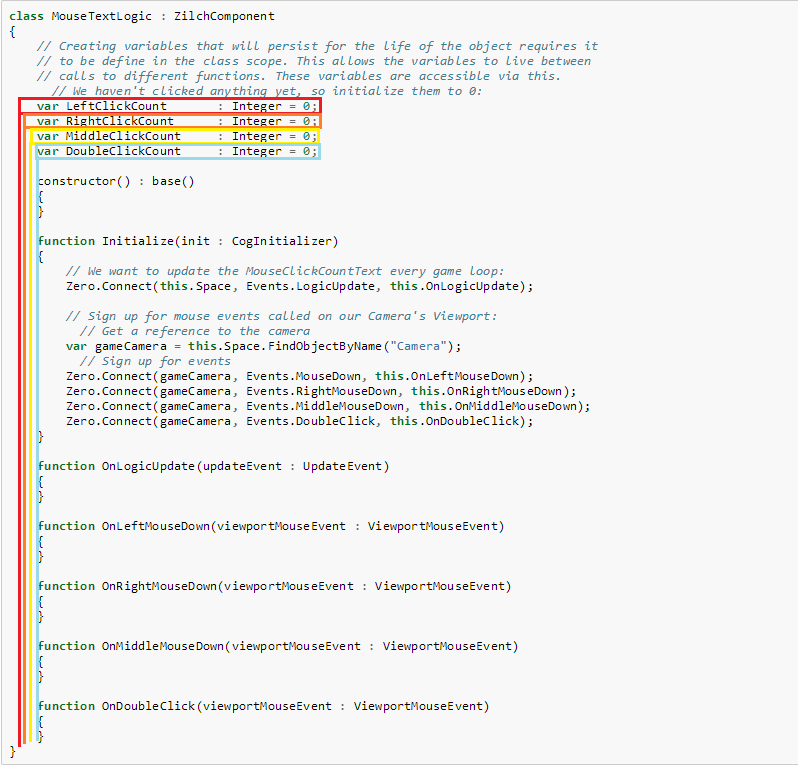 class MouseTextLogic : ZilchComponent
{
    // Creating variables that will persist for the life of the object requires it
    // to be define in the class scope. This allows the variables to live between
    // calls to different functions. These variables are accessible via this.
      // We haven't clicked anything yet, so initialize them to 0:
    var LeftClickCount       : Integer = 0;
    var RightClickCount      : Integer = 0;
    var MiddleClickCount     : Integer = 0;
    var DoubleClickCount     : Integer = 0;

    constructor() : base()
    {
    }

    function Initialize(init : CogInitializer)
    {
        // We want to update the MouseClickCountText every game loop:
        Zero.Connect(this.Space, Events.LogicUpdate, this.OnLogicUpdate);

        // Sign up for mouse events called on our Camera's Viewport:
          // Get a reference to the camera
        var gameCamera = this.Space.FindObjectByName("Camera");
          // Sign up for events
        Zero.Connect(gameCamera, Events.MouseDown, this.OnLeftMouseDown);
        Zero.Connect(gameCamera, Events.RightMouseDown, this.OnRightMouseDown);
        Zero.Connect(gameCamera, Events.MiddleMouseDown, this.OnMiddleMouseDown);
        Zero.Connect(gameCamera, Events.DoubleClick, this.OnDoubleClick);
    }

    function OnLogicUpdate(updateEvent : UpdateEvent)
    {
    }

    function OnLeftMouseDown(viewportMouseEvent : ViewportMouseEvent)
    {
    }

    function OnRightMouseDown(viewportMouseEvent : ViewportMouseEvent)
    {
    }

    function OnMiddleMouseDown(viewportMouseEvent : ViewportMouseEvent)
    {
    }

    function OnDoubleClick(viewportMouseEvent : ViewportMouseEvent)
    {
    }
}